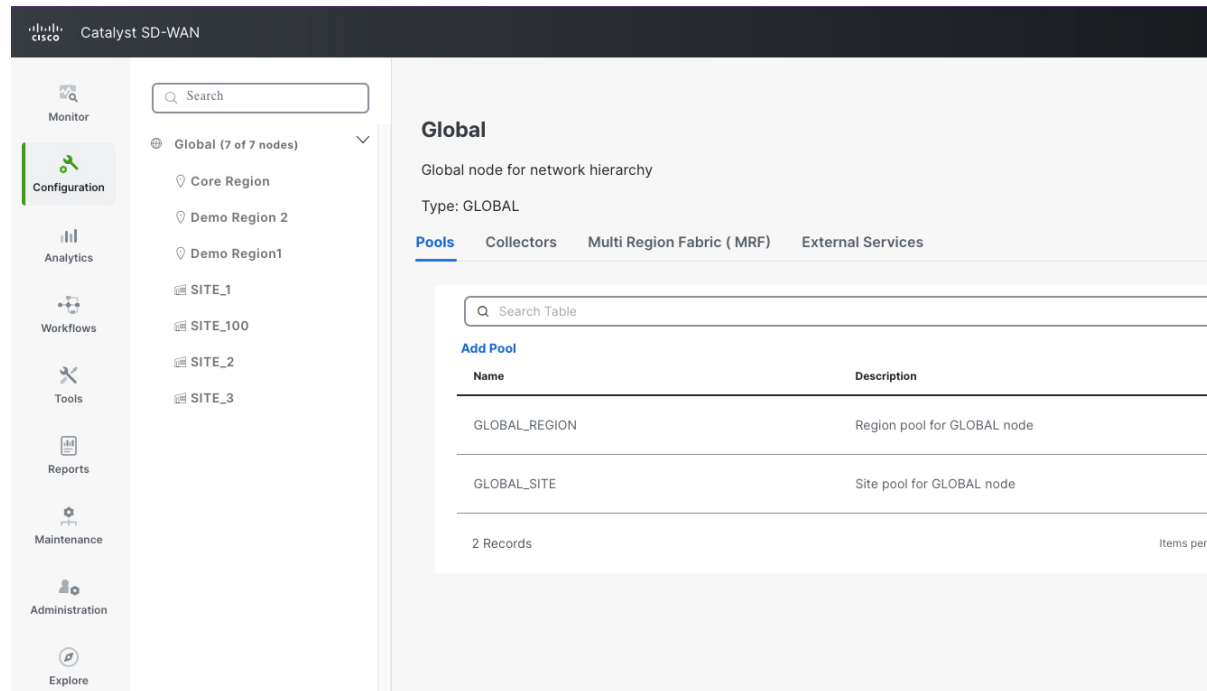 CISCO
Catalyst SD-WAN
Monitor
Configuration
Analytics
Workflows
Tools
Reports
Maintenance
Administration
Explore
Search
Global (7 of 7 nodes)
Core Region
Demo Region 2
Demo Region1
SITE_1
SITE_100
SITE_2
SITE_3
Global
Global node for network hierarchy
Type: GLOBAL
Pools Collectors Multi Region Fabric ( MRF) External Services
Search Table
Add Pool
Name Description
GLOBAL_REGION Region pool for GLOBAL node
GLOBAL_SITE Site pool for GLOBAL node
2 Records Items per